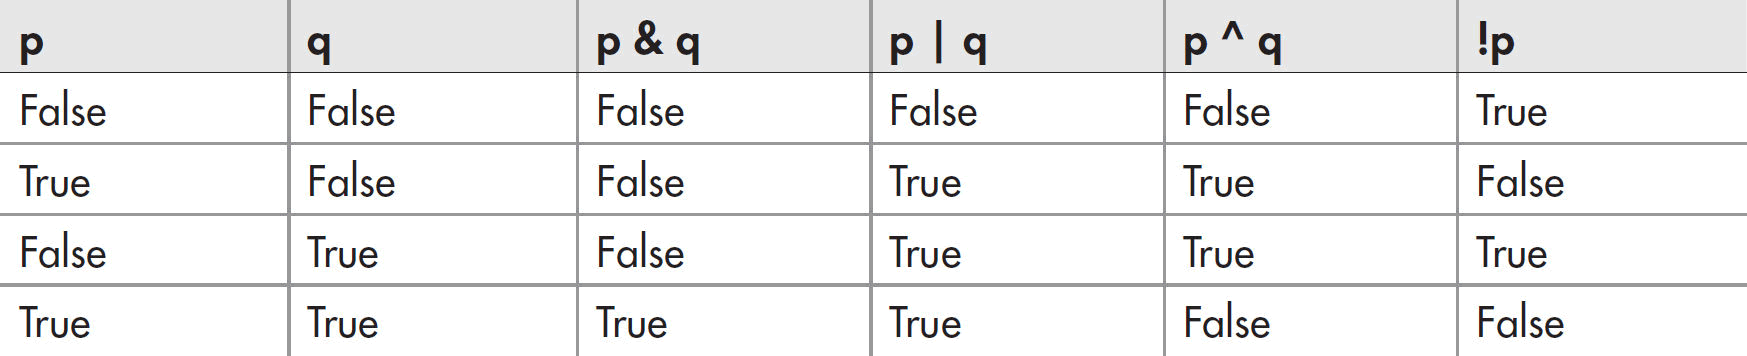 p q p & q p | q p ^ q !p
False False False False False True
True False False True True False
False True False True True True
True True True True False False